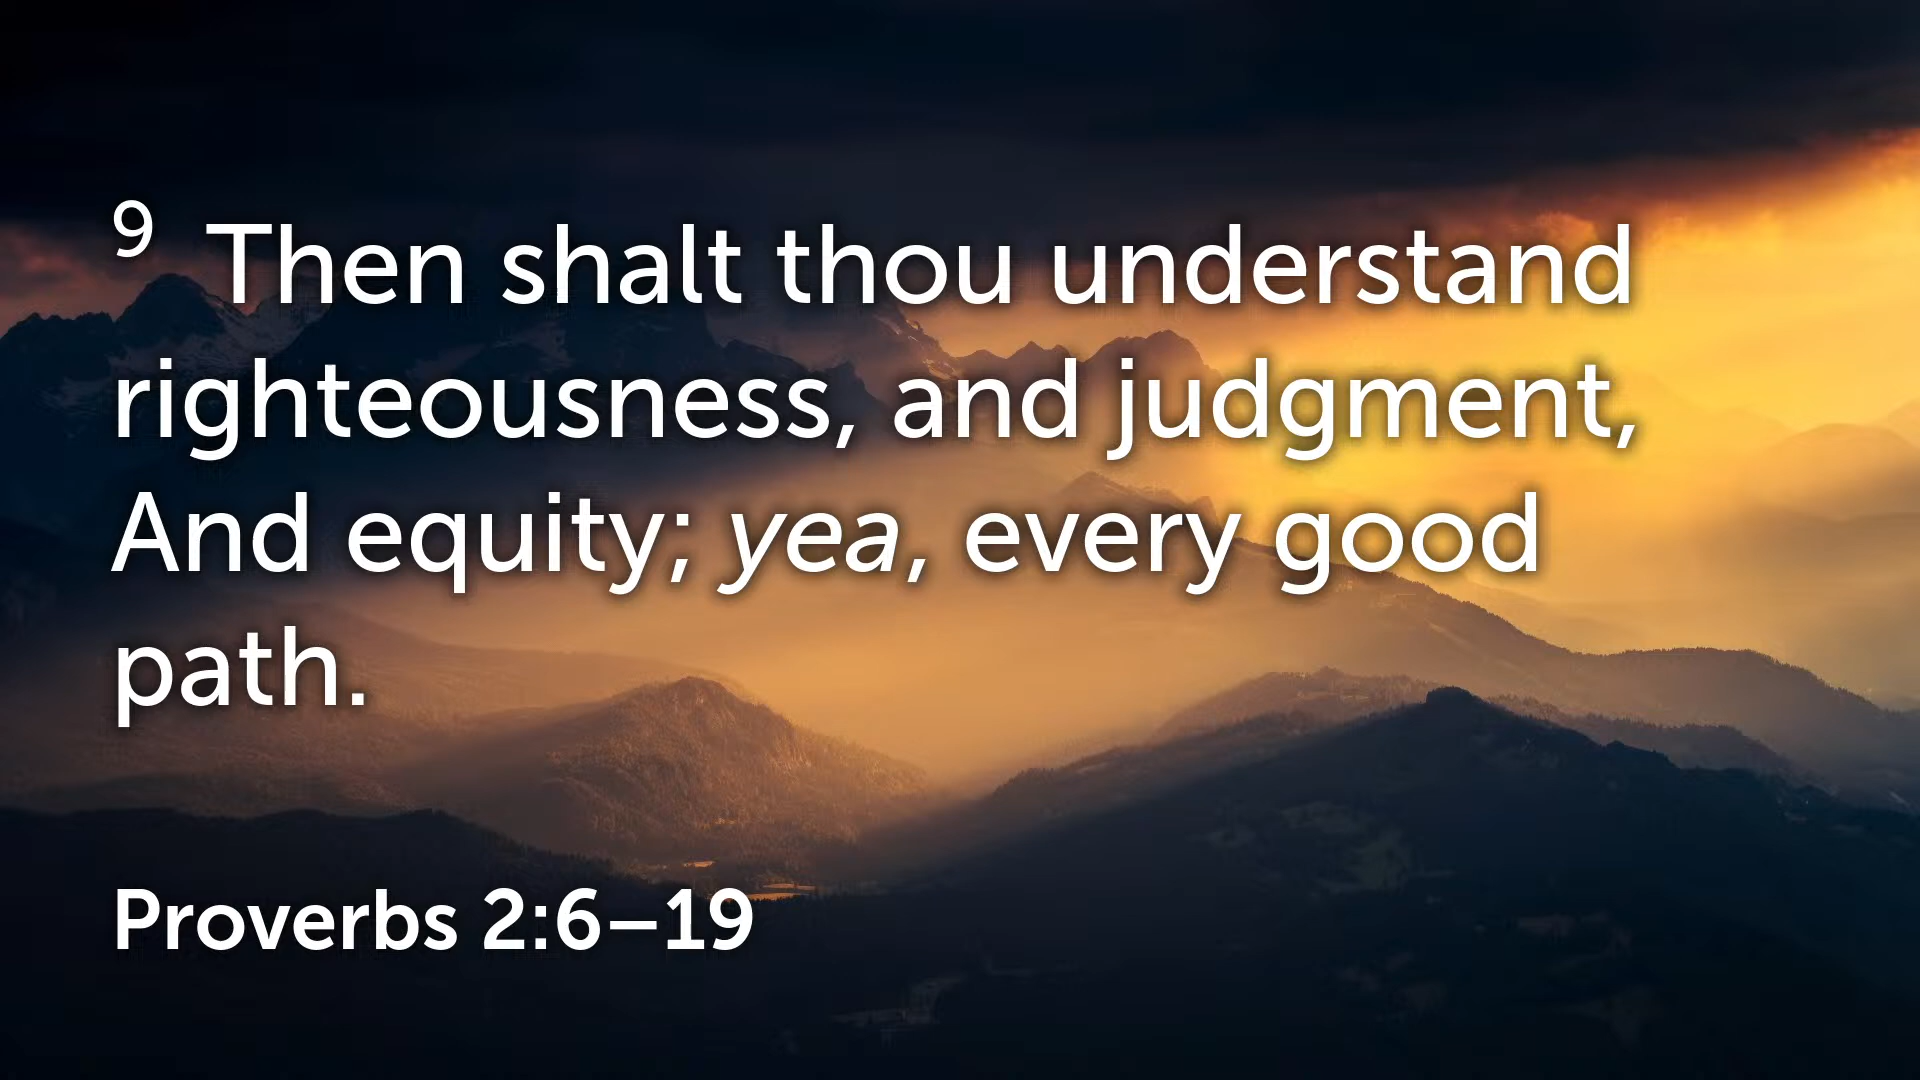 9 Then shalt thou understand
righteousness, and judgment,
And equity; yea, every good
path.
Proverbs 2:6–19